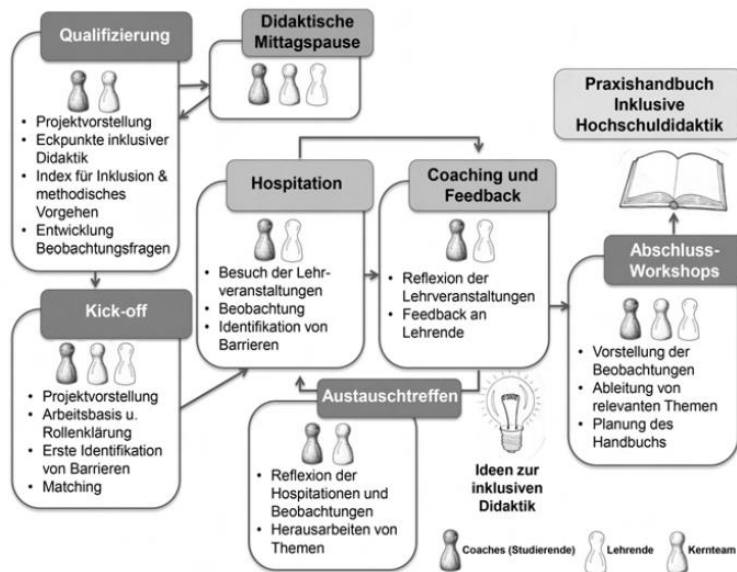 Qualifizierung
• Projektvorstellung
• Eckpunkte inklusiver
Didaktik
• Index für Inklusion &
methodisches
Vorgehen
• Entwicklung
Beobachtungsfragen
Didaktische
Mittagspause
Kick-off
• Projektvorstellung
• Arbeitsbasis u.
Rollenklärung
• Erste Identifikation
von Barrieren
• Matching
Hospitation
• Besuch der Lehr-
veranstaltungen
• Beobachtung
• Identifikation von
Barrieren
Coaching und
Feedback
• Reflexion der
Lehrveranstaltungen
• Feedback an
Lehrende
Austauschtreffen
• Reflexion der
Hospitationen und
Beobachtungen
• Herausarbeiten von
Themen
Ideen zur
inklusiven
Didaktik
Praxishandbuch
Inklusive
Hochschuldidaktik
Abschluss-
Workshops
• Vorstellung der
Beobachtungen
• Ableitung von
relevanten Themen
• Planung des
Handbuchs
Coaches (Studierende) Lehrende Kernteam